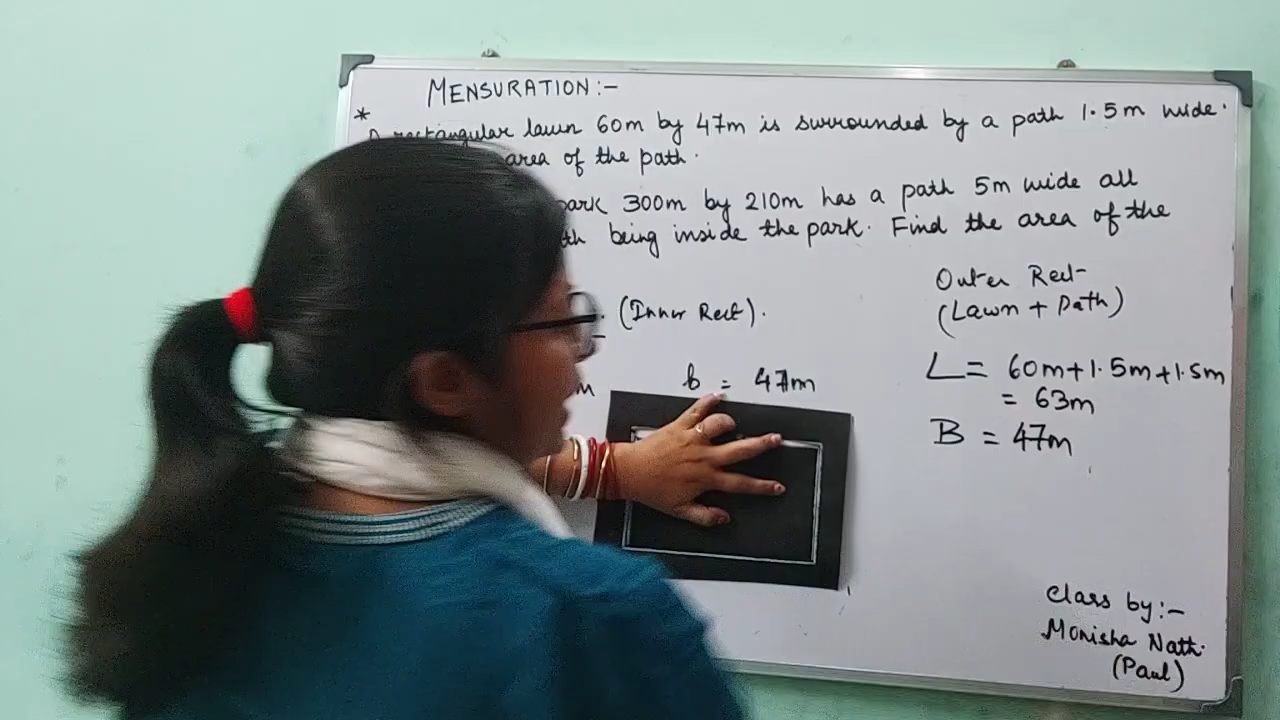 MENSURATION:-
*
rectangular lawn 60m by 47m is surrounded by a path 1.5m wide.
area of the path.
park 300m by 210m has a path 5m wide all
being inside the park. Find the area of the
(Inner Rect).
Outer Rect-
(Lawn + Path)
m b = 47m
L = 60m+1.5m+1.5m
= 63m
B = 47m
Class by:-
Monisha Nath.
(Paul)